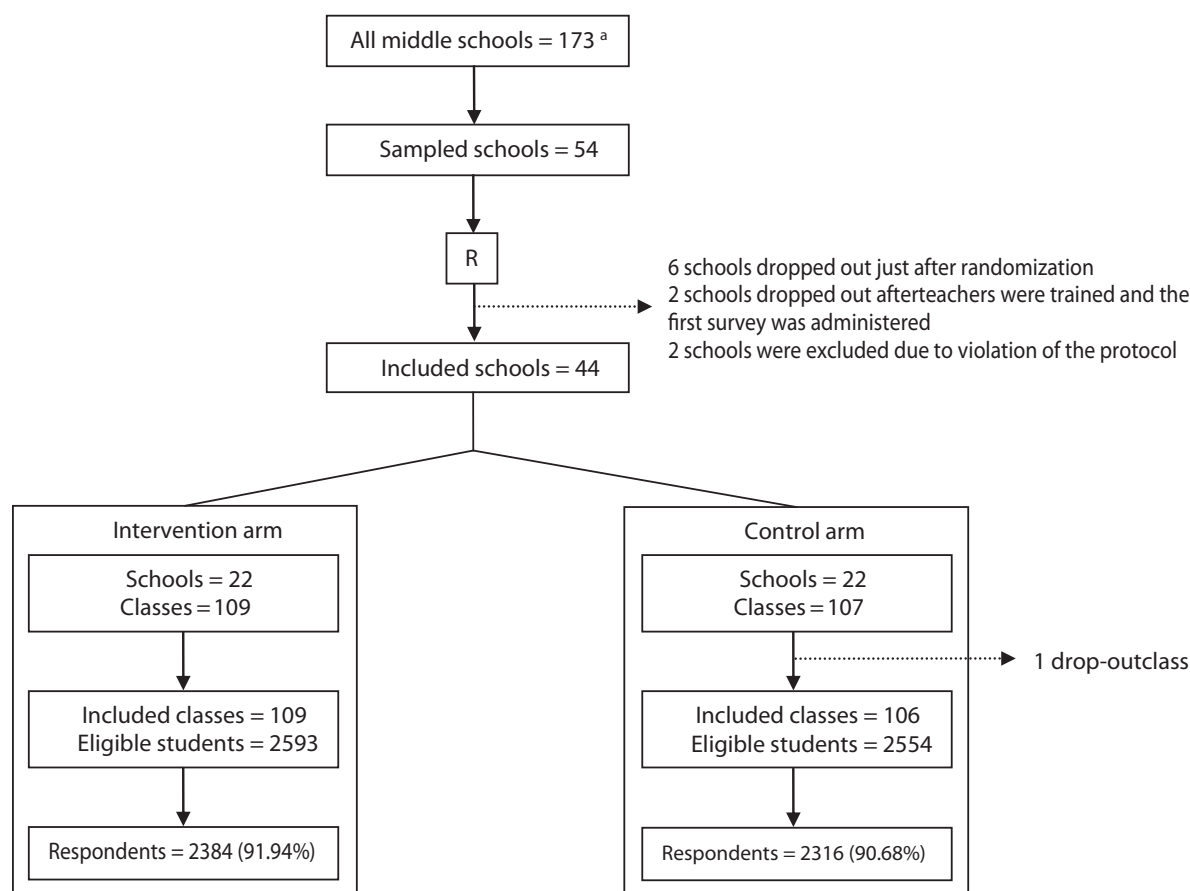 All middle schools = 173 a
Sampled schools = 54
R
6 schools dropped out just after randomization
2 schools dropped out afterteachers were trained and the
first survey was administered
2 schools were excluded due to violation of the protocol
Included schools = 44
Intervention arm
Schools = 22
Classes = 109
Included classes = 109
Eligible students = 2593
Respondents = 2384 (91.94%)
Control arm
Schools = 22
Classes = 107
1 drop-outclass
Included classes = 106
Eligible students = 2554
Respondents = 2316 (90.68%)